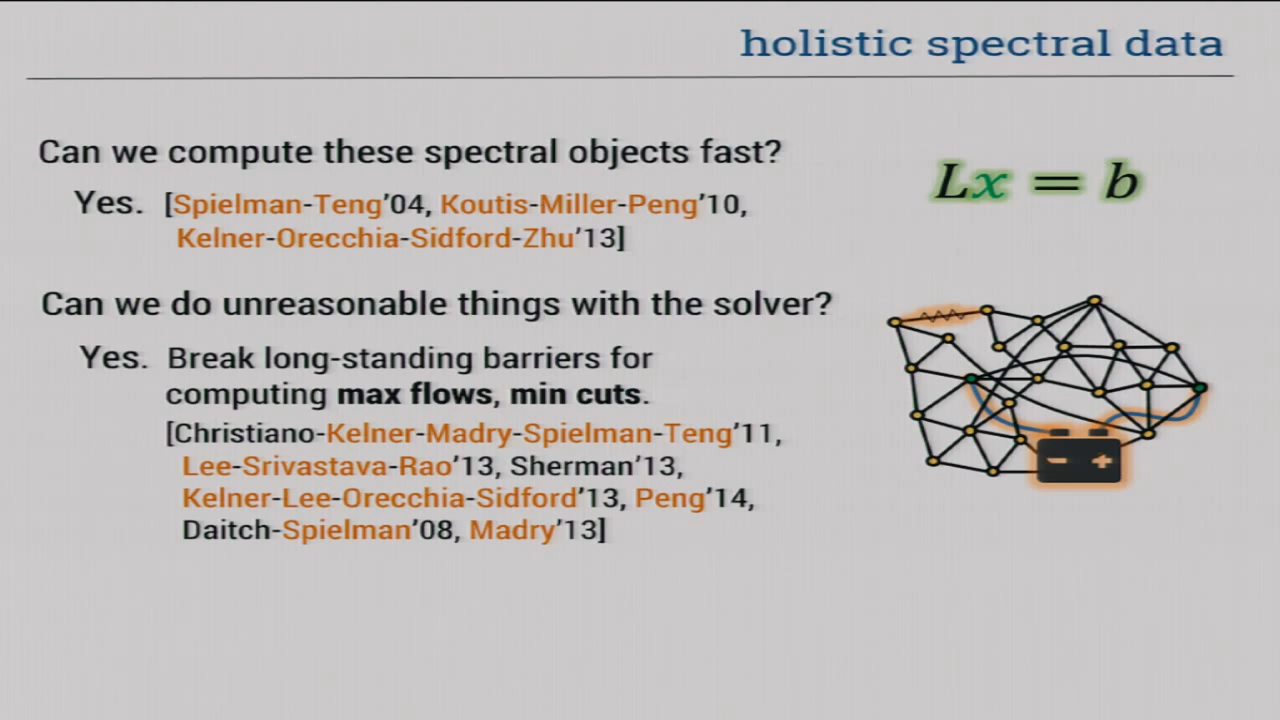 holistic spectral data
Can we compute these spectral objects fast?
Yes. [Spielman-Teng’04, Koutis-Miller-Peng’10,
Kelner-Orecchia-Sidford-Zhu’13]
Lx = b
Can we do unreasonable things with the solver?
Yes. Break long-standing barriers for
computing max flows, min cuts.
[Christiano-Kelner-Madry-Spielman-Teng’11,
Lee-Srivastava-Rao’13, Sherman’13,
Kelner-Lee-Orecchia-Sidford’13, Peng’14,
Daitch-Spielman’08, Madry’13]
− +